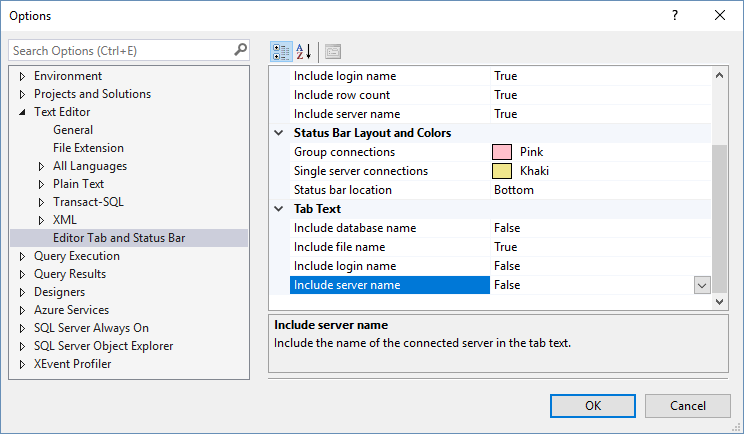 Options
Search Options (Ctrl+E)
Environment
Projects and Solutions
Text Editor
General
File Extension
All Languages
Plain Text
Transact-SQL
XML
Editor Tab and Status Bar
Query Execution
Query Results
Designers
Azure Services
SQL Server Always On
SQL Server Object Explorer
XEvent Profiler
Include login name True
Include row count True
Include server name True
Status Bar Layout and Colors
Group connections Pink
Single server connections Khaki
Status bar location Bottom
Tab Text
Include database name False
Include file name True
Include login name False
Include server name False
Include server name
Include the name of the connected server in the tab text.
OK Cancel